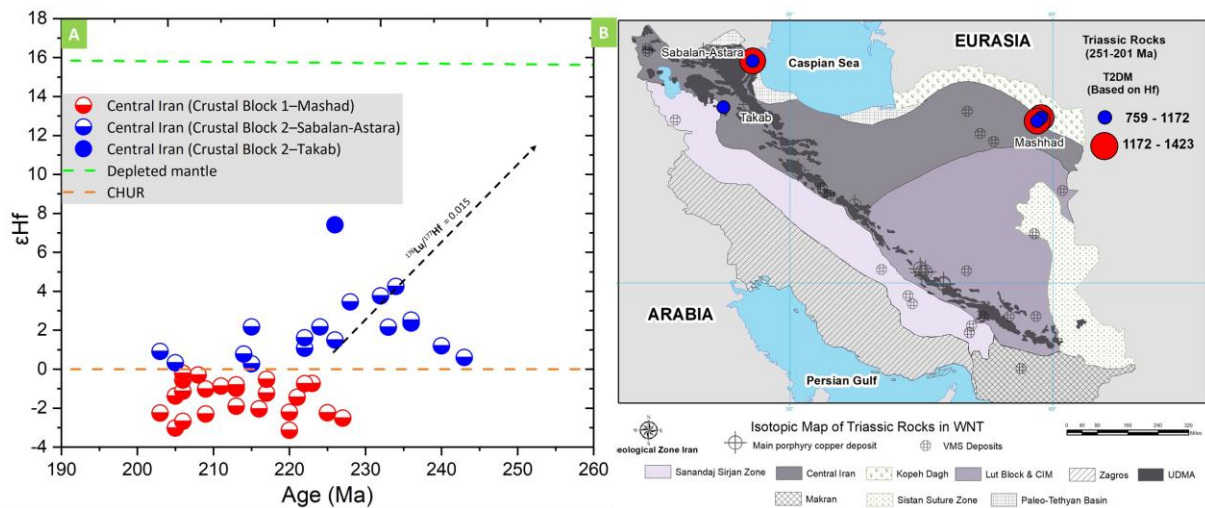 A
εHf
18
16
14
12
10
8
6
4
2
0
-2
-4
Central Iran (Crustal Block 1–Mashad)
Central Iran (Crustal Block 2–Sabalan-Astara)
Central Iran (Crustal Block 2–Takab)
Depleted mantle
CHUR
¹⁷⁶Lu/¹⁷⁷Hf = 0.015
190 200 210 220 230 240 250 260
Age (Ma)
B
EURASIA
Sabalan-Astara
Caspian Sea
Takab
Mashhad
ARABIA
Persian Gulf
Triassic Rocks
(251-201 Ma)
T2DM
(Based on Hf)
759 - 1172
1172 - 1423
Isotopic Map of Triassic Rocks in WNT
eological Zone Iran
Main porphyry copper deposit
VMS Deposits
Miles
Sanandaj Sirjan Zone
Central Iran
Kopeh Dagh
Lut Block & CIM
Zagros
UDMA
Makran
Sistan Suture Zone
Paleo-Tethyan Basin